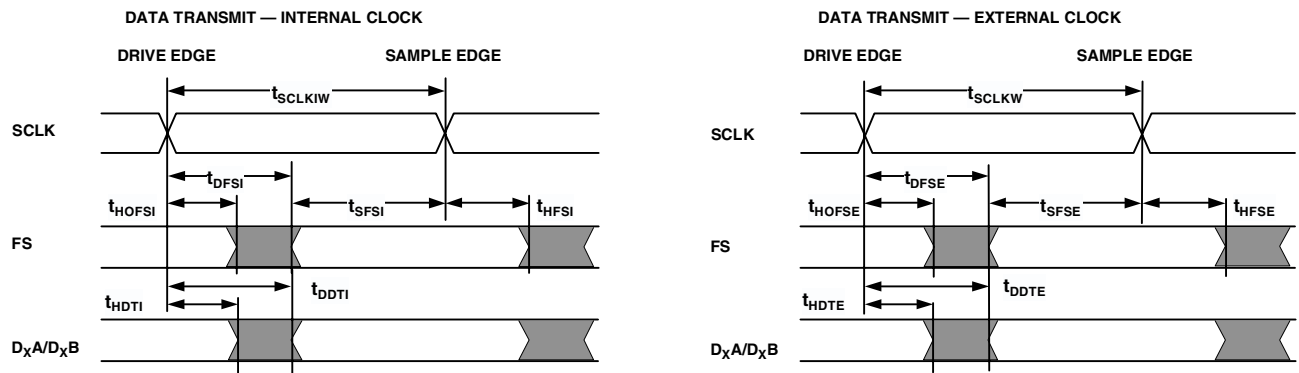 DATA TRANSMIT — INTERNAL CLOCK
DRIVE EDGE
SAMPLE EDGE
tSCLKIW
SCLK
tDFSI
tHOFSI
tSFSI
tHFSI
FS
tDDTI
tHDTI
DXA/DXB
DATA TRANSMIT — EXTERNAL CLOCK
DRIVE EDGE
SAMPLE EDGE
tSCLKW
SCLK
tDFSE
tHOFSE
tSFSE
tHFSE
FS
tDDTE
tHDTE
DXA/DXB